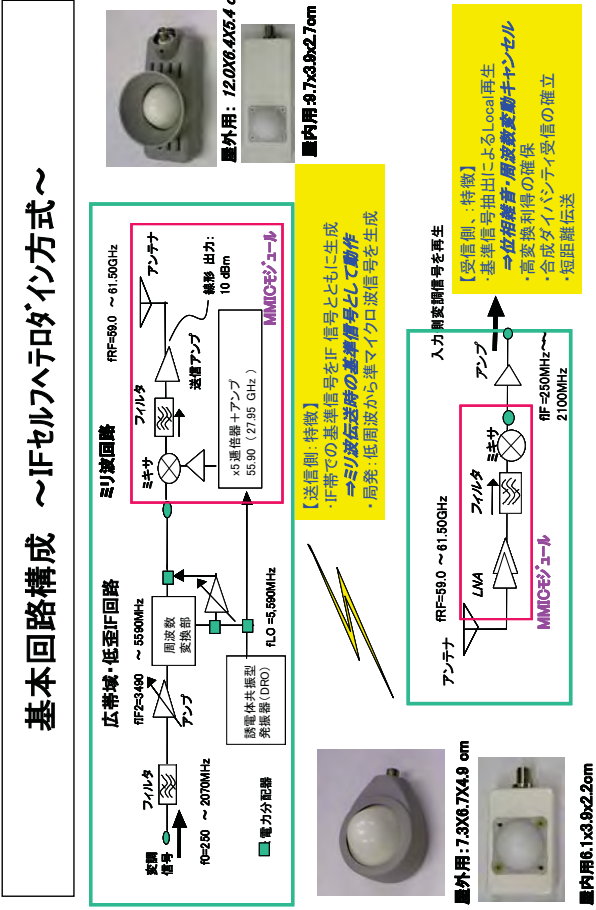 基本回路構成　～IFセルフヘテロダイン方式～
広帯域・低歪IF回路
ミリ波回路
変調
信号
フィルタ
f0=250 ～ 2070MHz
アンプ
fIF2=3490 ～ 5590MHz
周波数
変換部
誘電体共振型
発振器(DRO)
fLO =5,590MHz
電力分配器
ミキサ
フィルタ
送信アンプ
アンテナ
fRF=59.0 ～ 61.50GHz
線形 出力:
10 dBm
x5逓倍器+アンプ
55.90 ( 27.95 GHz )
MMICモジュール
屋外用: 12.0X6.4X5.4 c
屋内用:9.7x3.9x2.7cm
【送信側:特徴】
・IF帯での基準信号をIF 信号とともに生成
⇒ミリ波伝送時の基準信号として動作
・局発:低周波から準マイクロ波信号を生成
屋外用:7.3X6.7X4.9 cm
屋内用6.1x3.9x2.2cm
アンテナ
fRF=59.0 ～ 61.50GHz
LNA
フィルタ
ミキサ
MMICモジュール
アンプ
fIF=250MHz～
2100MHz
入力側変調信号を再生
【受信側、:特徴】
・基準信号抽出によるLocal再生
⇒位相雑音・周波数変動キャンセル
・高変換利得の確保
・合成ダイバシティ受信の確立
・短距離伝送